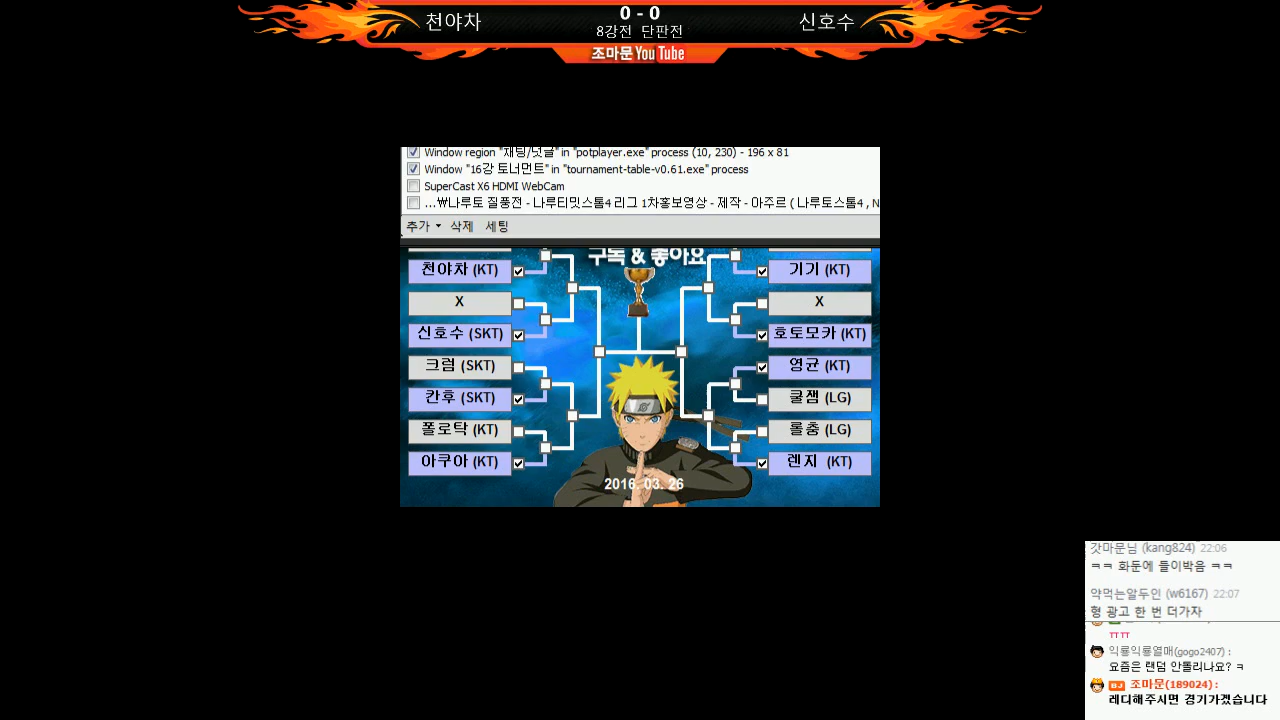 천야차
0 - 0
신호수
8강전 단판전
조마문 YouTube
Window region "채팅/덧글" in "potplayer.exe" process (10, 230) - 196 x 81
Window "16강 토너먼트" in "tournament-table-v0.61.exe" process
SuperCast X6 HDMI WebCam
...₩나루토 질풍전 - 나루티밋스톰4 리그 1차홍보영상 - 제작 - 아주르 ( 나루토스톰4 , N
추가 삭제 세팅
구독 & 좋아요
천야차 (KT)
X
신호수 (SKT)
크럼 (SKT)
칸후 (SKT)
폴로탁 (KT)
아쿠아 (KT)
기기 (KT)
X
호토모카 (KT)
영균 (KT)
쿨잼 (LG)
롤춤 (LG)
렌지 (KT)
2016. 03. 26
갓마문님 (kang824) 22:06
ㅋㅋ 화둔에 들이박음 ㅋㅋ
약먹는알두인 (w6167) 22:07
형 광고 한 번 더가자
ㅠㅠ
익룡익룡열매(gogo2407) :
요즘은 랜덤 안돌리나요? ㅋ
BJ 조마문(189024) :
레디해주시면 경기가겠습니다